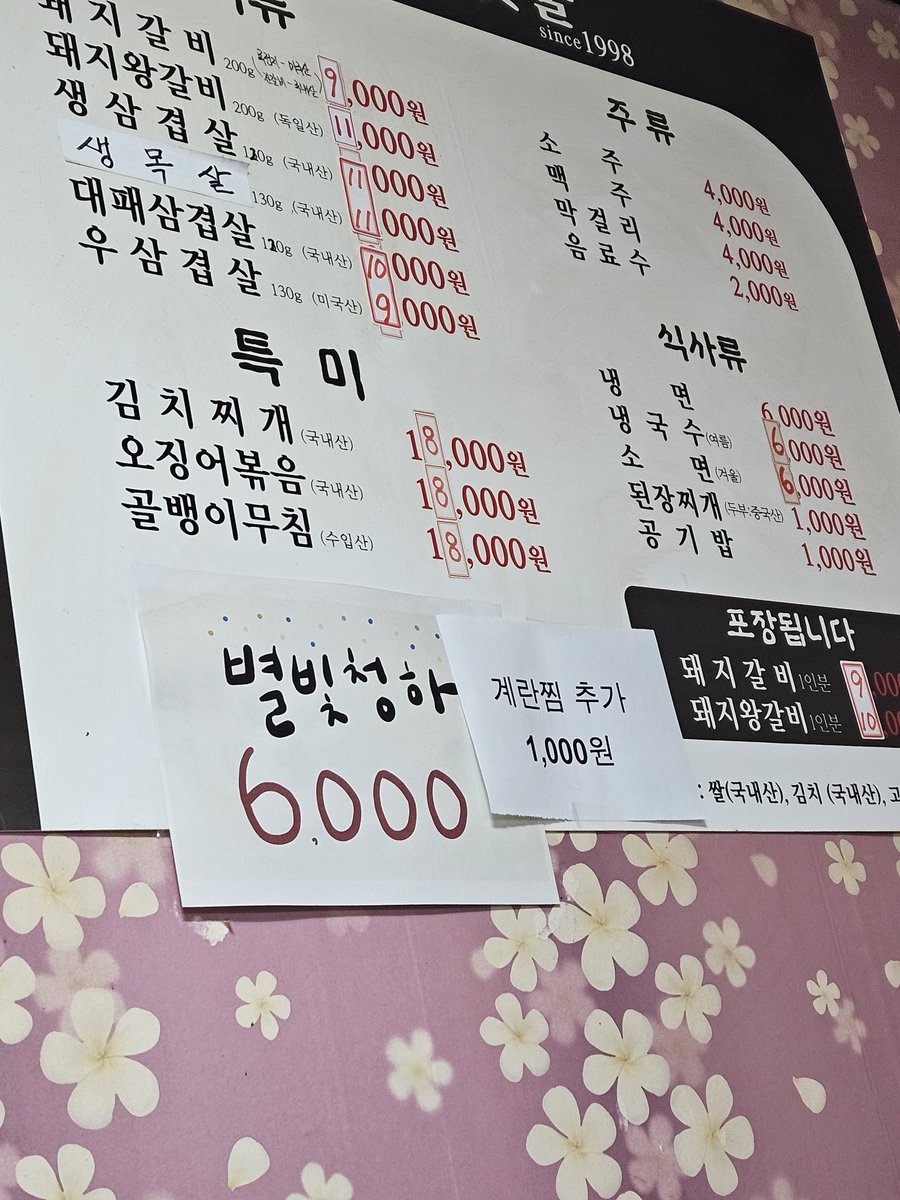 since1998
돼지갈비 200g 9,000원
돼지왕갈비 200g (독일산) 11,000원
생삼겹살 120g (국내산) 11,000원
생목살 130g (국내산) 11,000원
대패삼겹살 120g (국내산) 10,000원
우삼겹살 130g (미국산) 9,000원
특미
김치찌개 (국내산) 18,000원
오징어볶음 (국내산) 18,000원
골뱅이무침 (수입산) 18,000원
주류
소주 4,000원
맥주 4,000원
막걸리 4,000원
음료수 2,000원
식사류
냉면 6,000원
냉국수 (여름) 6,000원
소면 (겨울) 6,000원
된장찌개 (두부:중국산) 1,000원
공기밥 1,000원
포장됩니다
돼지갈비 1인분 9,00
돼지왕갈비 1인분 10,0
: 쌀(국내산), 김치 (국내산), 고
별빛청하
6,000
계란찜 추가
1,000원